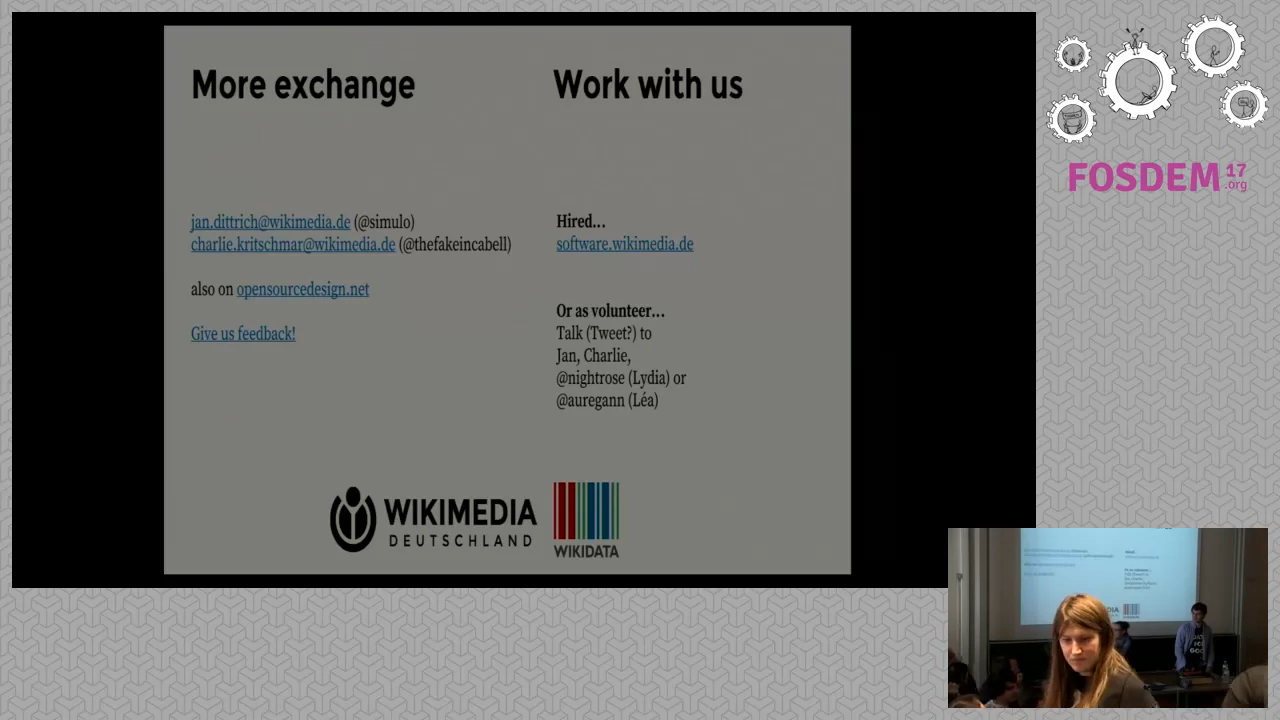 More exchange
jan.dittrich@wikimedia.de (@simulo)
charlie.kritschmar@wikimedia.de (@thefakeincabell)
also on opensourcedesign.net
Give us feedback!
Work with us
Hired...
software.wikimedia.de
Or as volunteer...
Talk (Tweet?) to
Jan, Charlie,
@nightrose (Lydia) or
@auregann (Léa)
WIKIMEDIA
DEUTSCHLAND
WIKIDATA
FOSDEM 17
.org